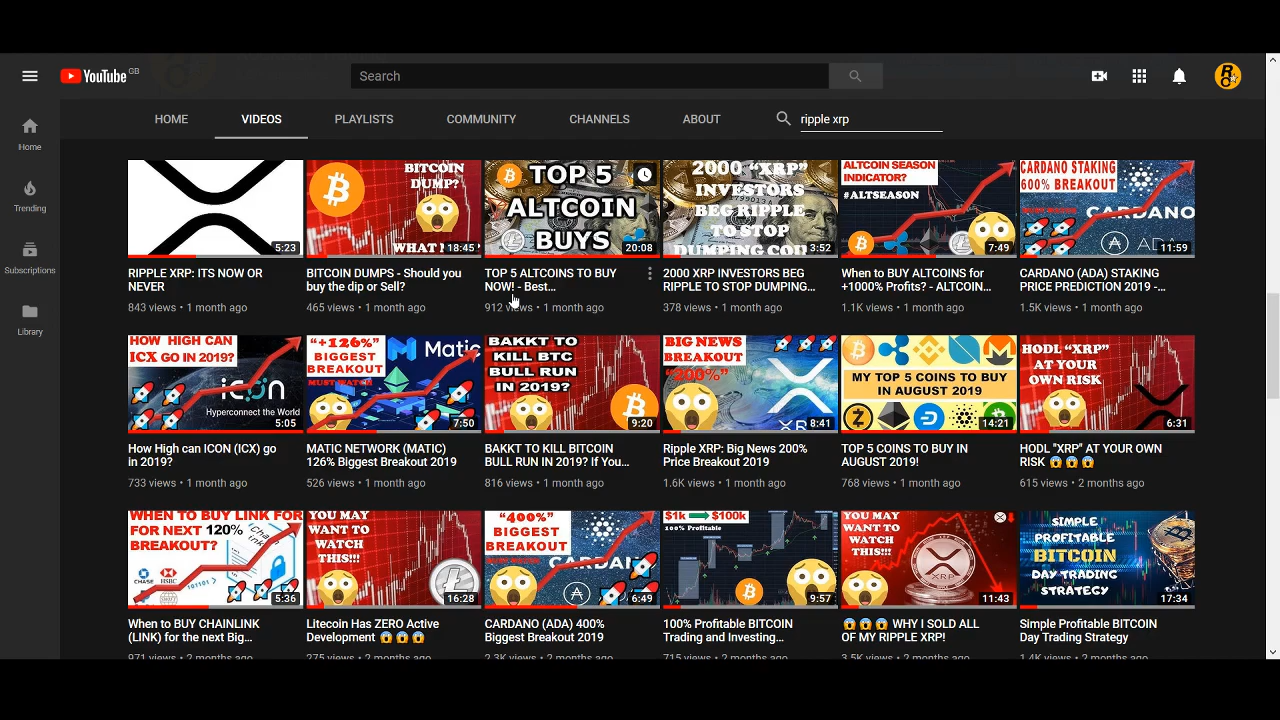 YouTube GB
Search
HOME
VIDEOS
PLAYLISTS
COMMUNITY
CHANNELS
ABOUT
ripple xrp
Home
Trending
Subscriptions
Library
5:23
RIPPLE XRP: ITS NOW OR
NEVER
843 views • 1 month ago
BITCOIN
DUMP?
18:45
BITCOIN DUMPS - Should you
buy the dip or Sell?
465 views • 1 month ago
TOP 5
ALTCOIN
BUYS
20:08
TOP 5 ALTCOINS TO BUY
NOW! - Best...
912 views • 1 month ago
2000 “XRP”
INVESTORS
BEG RIPPLE
TO STOP
DUMPING
3:52
2000 XRP INVESTORS BEG
RIPPLE TO STOP DUMPING...
378 views • 1 month ago
ALTCOIN SEASON
INDICATOR?
#ALTSEASON
7:49
When to BUY ALTCOINS for
+1000% Profits? - ALTCOIN...
1.1K views • 1 month ago
CARDANO STAKING
600% BREAKOUT
CARDANO
ADA
11:59
CARDANO (ADA) STAKING
PRICE PREDICTION 2019 -...
1.5K views • 1 month ago
HOW HIGH CAN
ICX GO IN 2019?
icon
Hyperconnect the World
5:05
How High can ICON (ICX) go
in 2019?
733 views • 1 month ago
“+126%”
BIGGEST
BREAKOUT
MUST WATCH
Matic
7:50
MATIC NETWORK (MATIC)
126% Biggest Breakout 2019
526 views • 1 month ago
BAKKT TO
KILL BTC
BULL RUN
IN 2019?
9:20
BAKKT TO KILL BITCOIN
BULL RUN IN 2019? If You...
816 views • 1 month ago
BIG NEWS
BREAKOUT
“200%”
8:41
Ripple XRP: Big News 200%
Price Breakout 2019
1.6K views • 1 month ago
MY TOP 5 COINS TO BUY
IN AUGUST 2019
14:21
TOP 5 COINS TO BUY IN
AUGUST 2019!
768 views • 1 month ago
HODL “XRP”
AT YOUR
OWN RISK
6:31
HODL "XRP" AT YOUR OWN
RISK 😱😱😱
615 views • 2 months ago
WHEN TO BUY LINK FOR
FOR NEXT 120%
BREAKOUT?
CHASE
HSBC
5:36
When to BUY CHAINLINK
(LINK) for the next Big...
971 views • 2 months ago
YOU MAY
WANT TO
WATCH
THIS!!!
16:28
Litecoin Has ZERO Active
Development 😱😱😱
275 views • 2 months ago
“400%”
BIGGEST
BREAKOUT
6:49
CARDANO (ADA) 400%
Biggest Breakout 2019
2.3K views • 2 months ago
$1k $100k
100% Profitable
9:57
100% Profitable BITCOIN
Trading and Investing...
715 views • 2 months ago
YOU MAY
WANT TO
WATCH
THIS!!!
XRP
11:43
😱😱😱 WHY I SOLD ALL
OF MY RIPPLE XRP!
3.5K views • 2 months ago
SIMPLE
PROFITABLE
BITCOIN
DAY TRADING
STRATEGY
17:34
Simple Profitable BITCOIN
Day Trading Strategy
1.4K views • 2 months ago